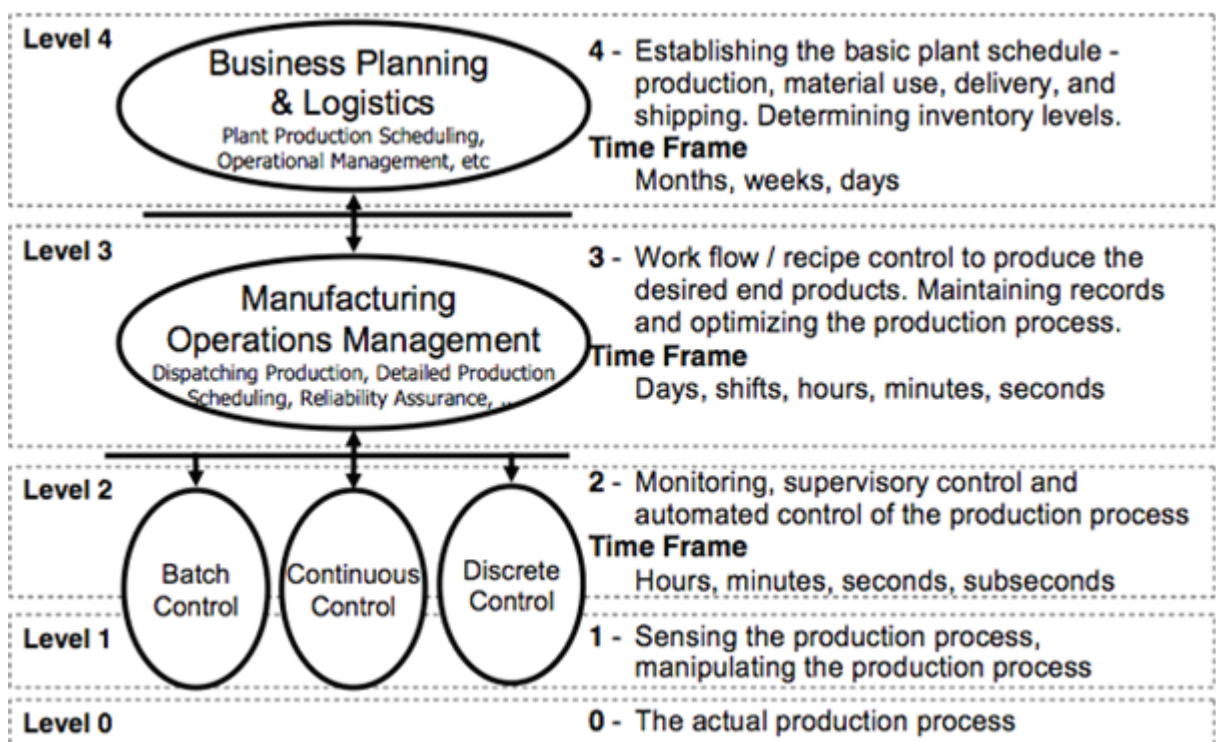 Level 4
Business Planning
& Logistics
Plant Production Scheduling,
Operational Management, etc
4 - Establishing the basic plant schedule -
production, material use, delivery, and
shipping. Determining inventory levels.
Time Frame
Months, weeks, days
Level 3
Manufacturing
Operations Management
Dispatching Production, Detailed Production
Scheduling, Reliability Assurance, ...
3 - Work flow / recipe control to produce the
desired end products. Maintaining records
and optimizing the production process.
Time Frame
Days, shifts, hours, minutes, seconds
Level 2
Batch
Control
Continuous
Control
Discrete
Control
2 - Monitoring, supervisory control and
automated control of the production process
Time Frame
Hours, minutes, seconds, subseconds
Level 1
1 - Sensing the production process,
manipulating the production process
Level 0
0 - The actual production process